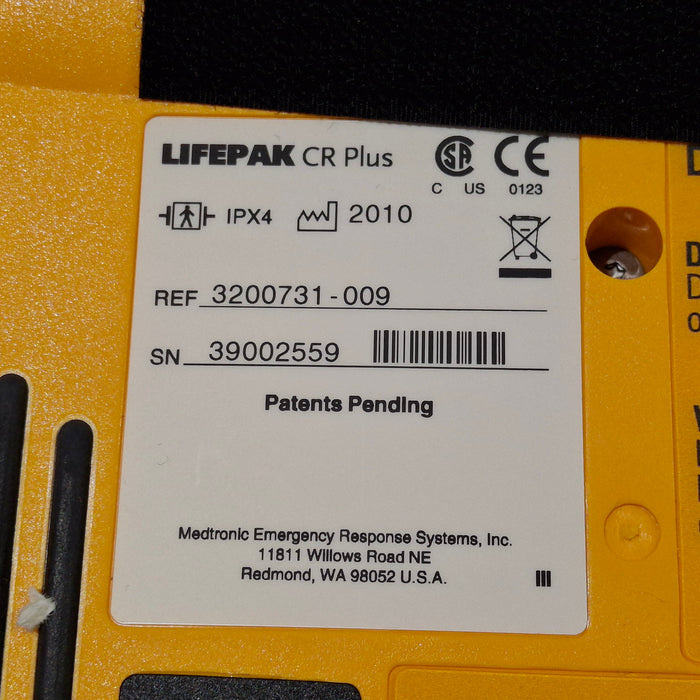 LIFEPAK CR Plus
C US
0123
IPX4 2010
REF 3200731-009
SN 39002559
Patents Pending
Medtronic Emergency Response Systems, Inc.
11811 Willows Road NE
Redmond, WA 98052 U.S.A.